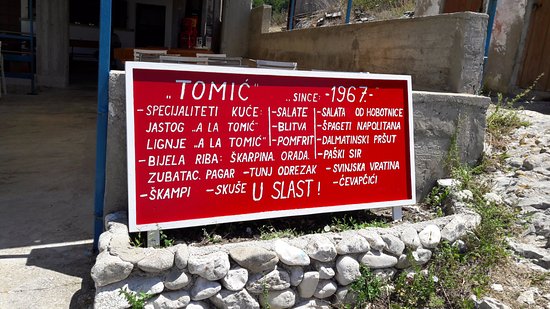 „TOMIĆ“ „SINCE: -1967.-
-SPECIJALITETI KUĆE: -SALATE -SALATA OD HOBOTNICE
JASTOG „A LA TOMIĆ“ -BLITVA -ŠPAGETI NAPOLITANA
LIGNJE „A LA TOMIĆ“ -POMFRIT -DALMATINSKI PRŠUT
-BIJELA RIBA: ŠKARPINA, ORADA, -PAŠKI SIR
ZUBATAC, PAGAR -TUNJ ODREZAK -SVINJSKA VRATINA
-ŠKAMPI -SKUŠE U SLAST! -ĆEVAPČIĆI